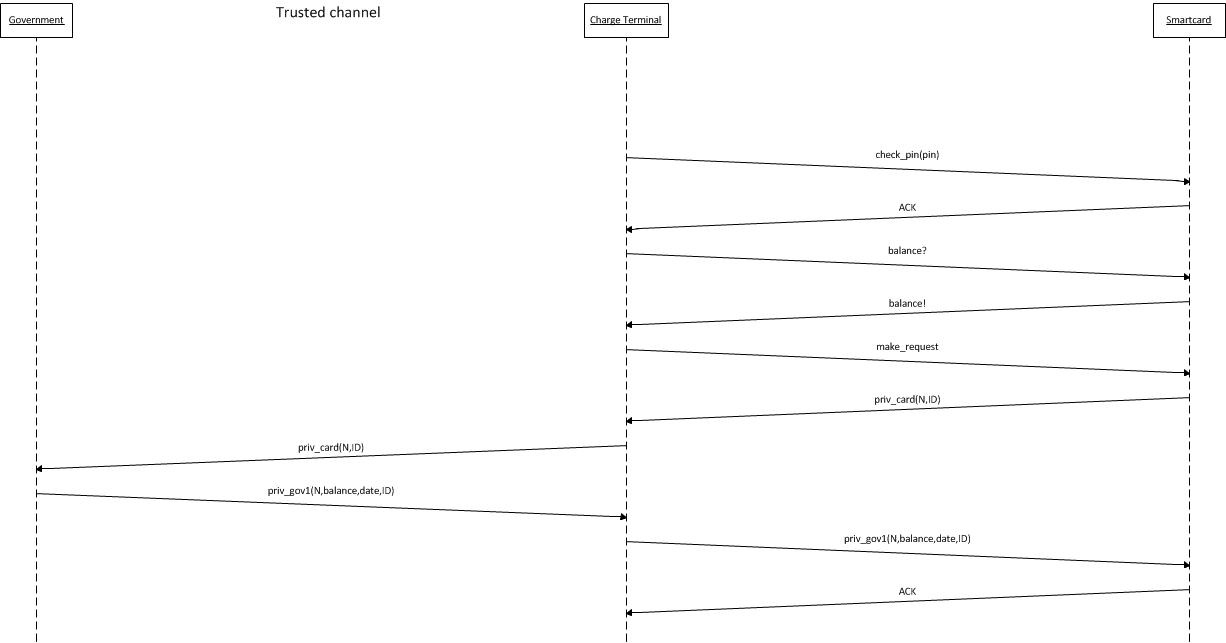 Trusted channel
Government
Charge Terminal
Smartcard
check_pin(pin)
ACK
balance?
balance!
make_request
priv_card(N,ID)
priv_card(N,ID)
priv_gov1(N,balance,date,ID)
priv_gov1(N,balance,date,ID)
ACK